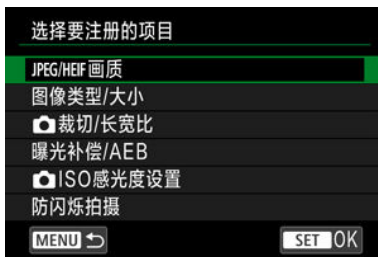 选择要注册的项目
JPEG/HEIF画质
图像类型/大小
裁切/长宽比
曝光补偿/AEB
ISO感光度设置
防闪烁拍摄
MENU SET OK